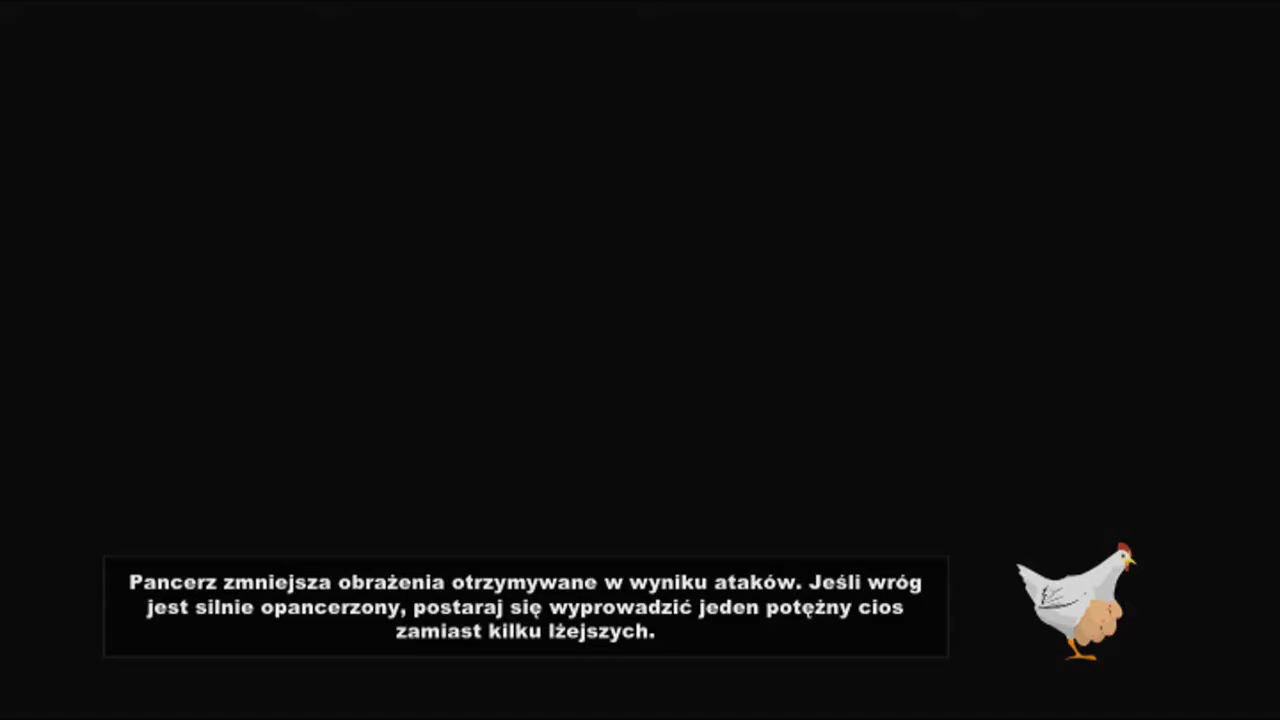 Pancerz zmniejsza obrażenia otrzymywane w wyniku ataków. Jeśli wróg
jest silnie opancerzony, postaraj się wyprowadzić jeden potężny cios
zamiast kilku lżejszych.